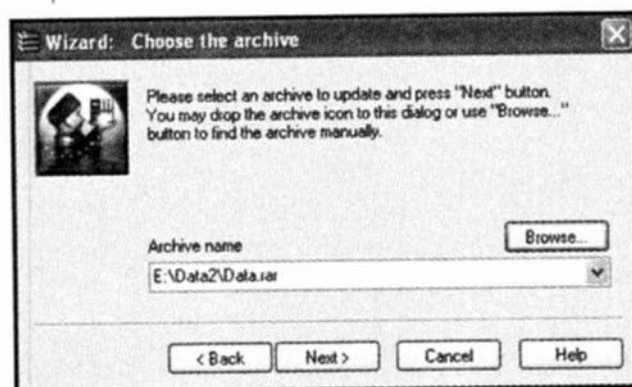 Wizard: Choose the archive
Please select an archive to update and press "Next" button.
You may drop the archive icon to this dialog or use "Browse..."
button to find the archive manually.
Browse...
Archive name
E:\Data2\Data.rar
< Back Next > Cancel Help